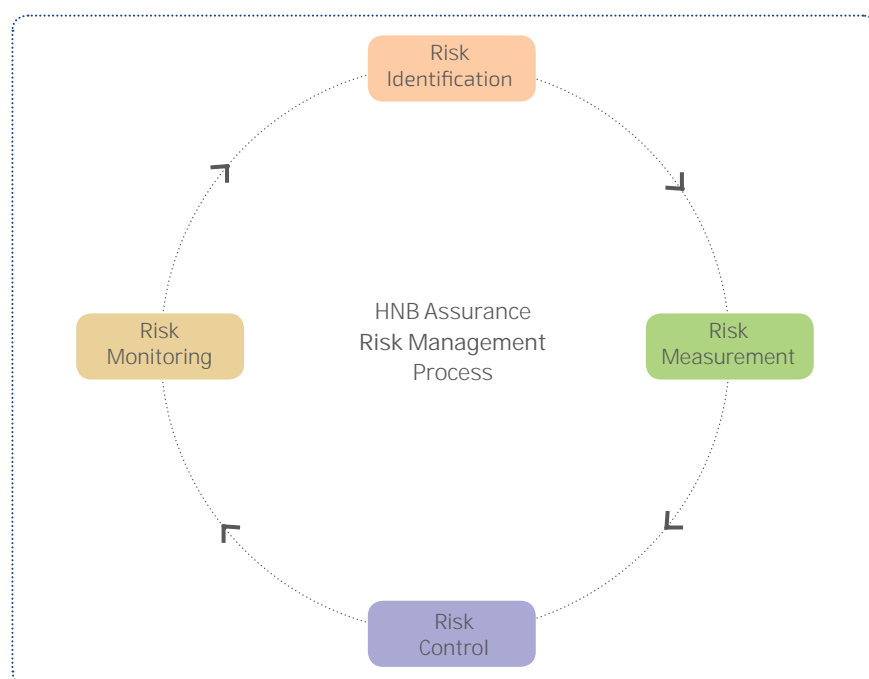 Risk
Identification
HNB Assurance
Risk Management
Process
Risk
Monitoring
Risk
Measurement
Risk
Control